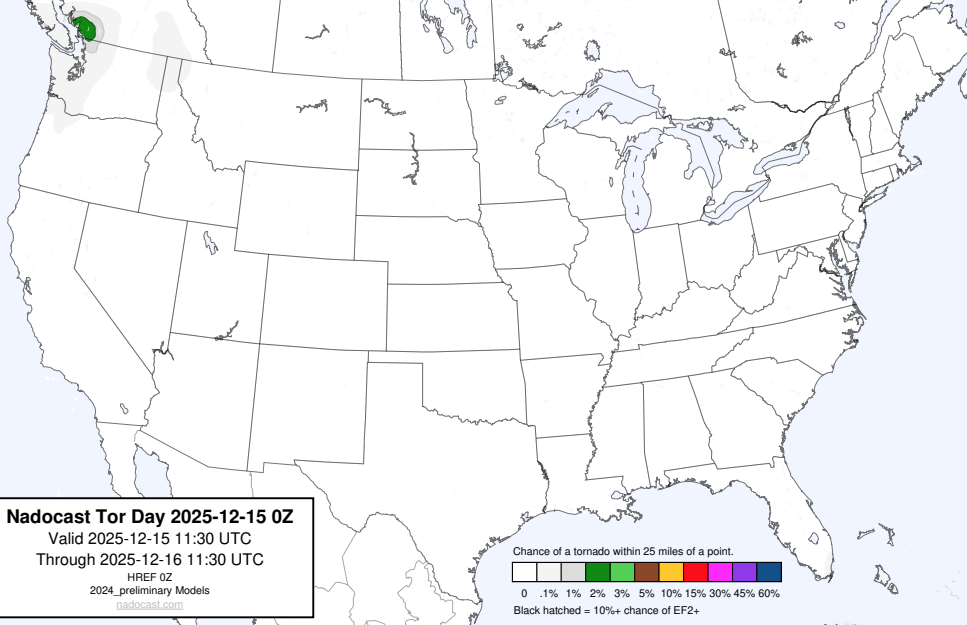 Nadocast Tor Day 2025-12-15 0Z
Valid 2025-12-15 11:30 UTC
Through 2025-12-16 11:30 UTC
HREF 0Z
2024_preliminary Models
nadocast.com
Chance of a tornado within 25 miles of a point.
0 .1% 1% 2% 3% 5% 10% 15% 30% 45% 60%
Black hatched = 10%+ chance of EF2+